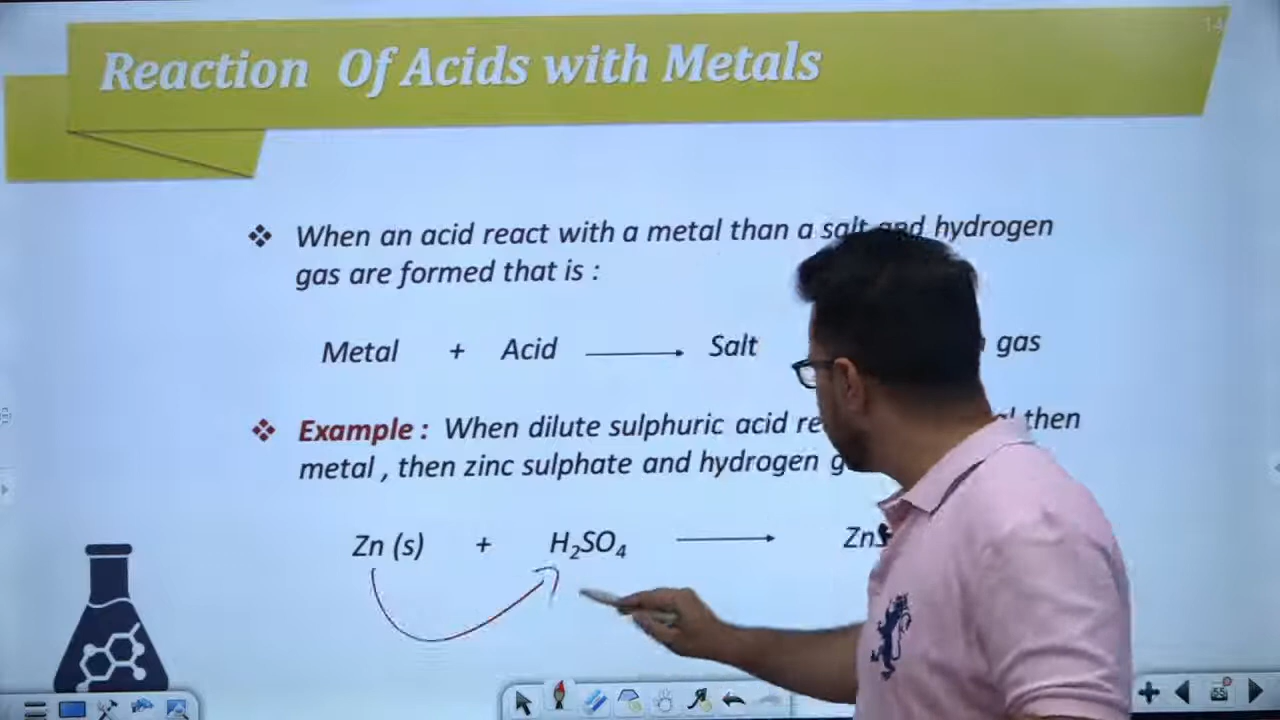 14
Reaction Of Acids with Metals
❖ When an acid react with a metal than a salt and hydrogen
gas are formed that is :
Metal + Acid ⟶ Salt gas
❖ Example : When dilute sulphuric acid then
metal , then zinc sulphate and hydrogen
Zn (s) + H₂SO₄ ⟶
55